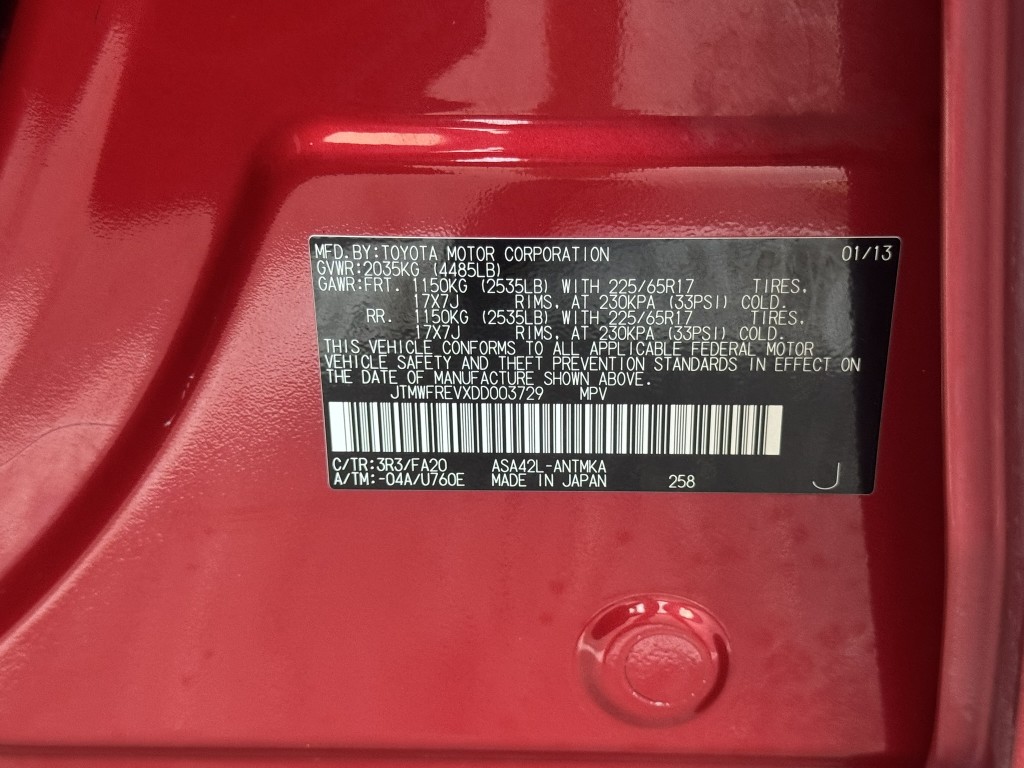 MFD.BY:TOYOTA MOTOR CORPORATION 01/13
GVWR:2035KG (4485LB)
GAWR:FRT. 1150KG (2535LB) WITH 225/65R17 TIRES,
17X7J RIMS, AT 230KPA (33PSI) COLD.
RR. 1150KG (2535LB) WITH 225/65R17 TIRES,
17X7J RIMS, AT 230KPA (33PSI) COLD.
THIS VEHICLE CONFORMS TO ALL APPLICABLE FEDERAL MOTOR
VEHICLE SAFETY AND THEFT PREVENTION STANDARDS IN EFFECT ON
THE DATE OF MANUFACTURE SHOWN ABOVE.
JTMWFREVXDD003729 MPV
C/TR:3R3/FA20 ASA42L-ANTMKA
A/TM:-04A/U760E MADE IN JAPAN 258 J